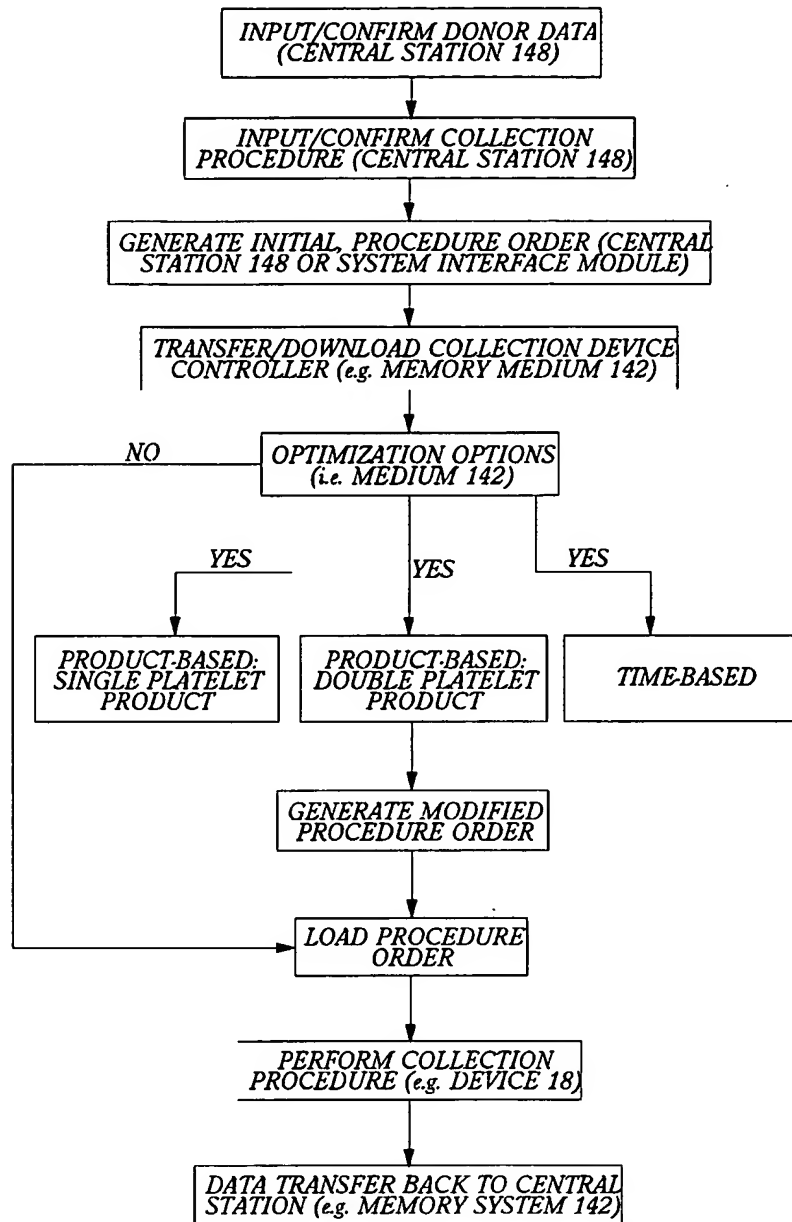 INPUT/CONFIRM DONOR DATA
(CENTRAL STATION 148)
INPUT/CONFIRM COLLECTION
PROCEDURE (CENTRAL STATION 148)
GENERATE INITIAL PROCEDURE ORDER (CENTRAL
STATION 148 OR SYSTEM INTERFACE MODULE)
TRANSFER/DOWNLOAD COLLECTION DEVICE
CONTROLLER (e.g. MEMORY MEDIUM 142)
NO
OPTIMIZATION OPTIONS
(i.e. MEDIUM 142)
YES
YES
YES
PRODUCT-BASED:
SINGLE PLATELET
PRODUCT
PRODUCT-BASED:
DOUBLE PLATELET
PRODUCT
TIME-BASED
GENERATE MODIFIED
PROCEDURE ORDER
LOAD PROCEDURE
ORDER
PERFORM COLLECTION
PROCEDURE (e.g. DEVICE 18)
DATA TRANSFER BACK TO CENTRAL
STATION (e.g. MEMORY SYSTEM 142)